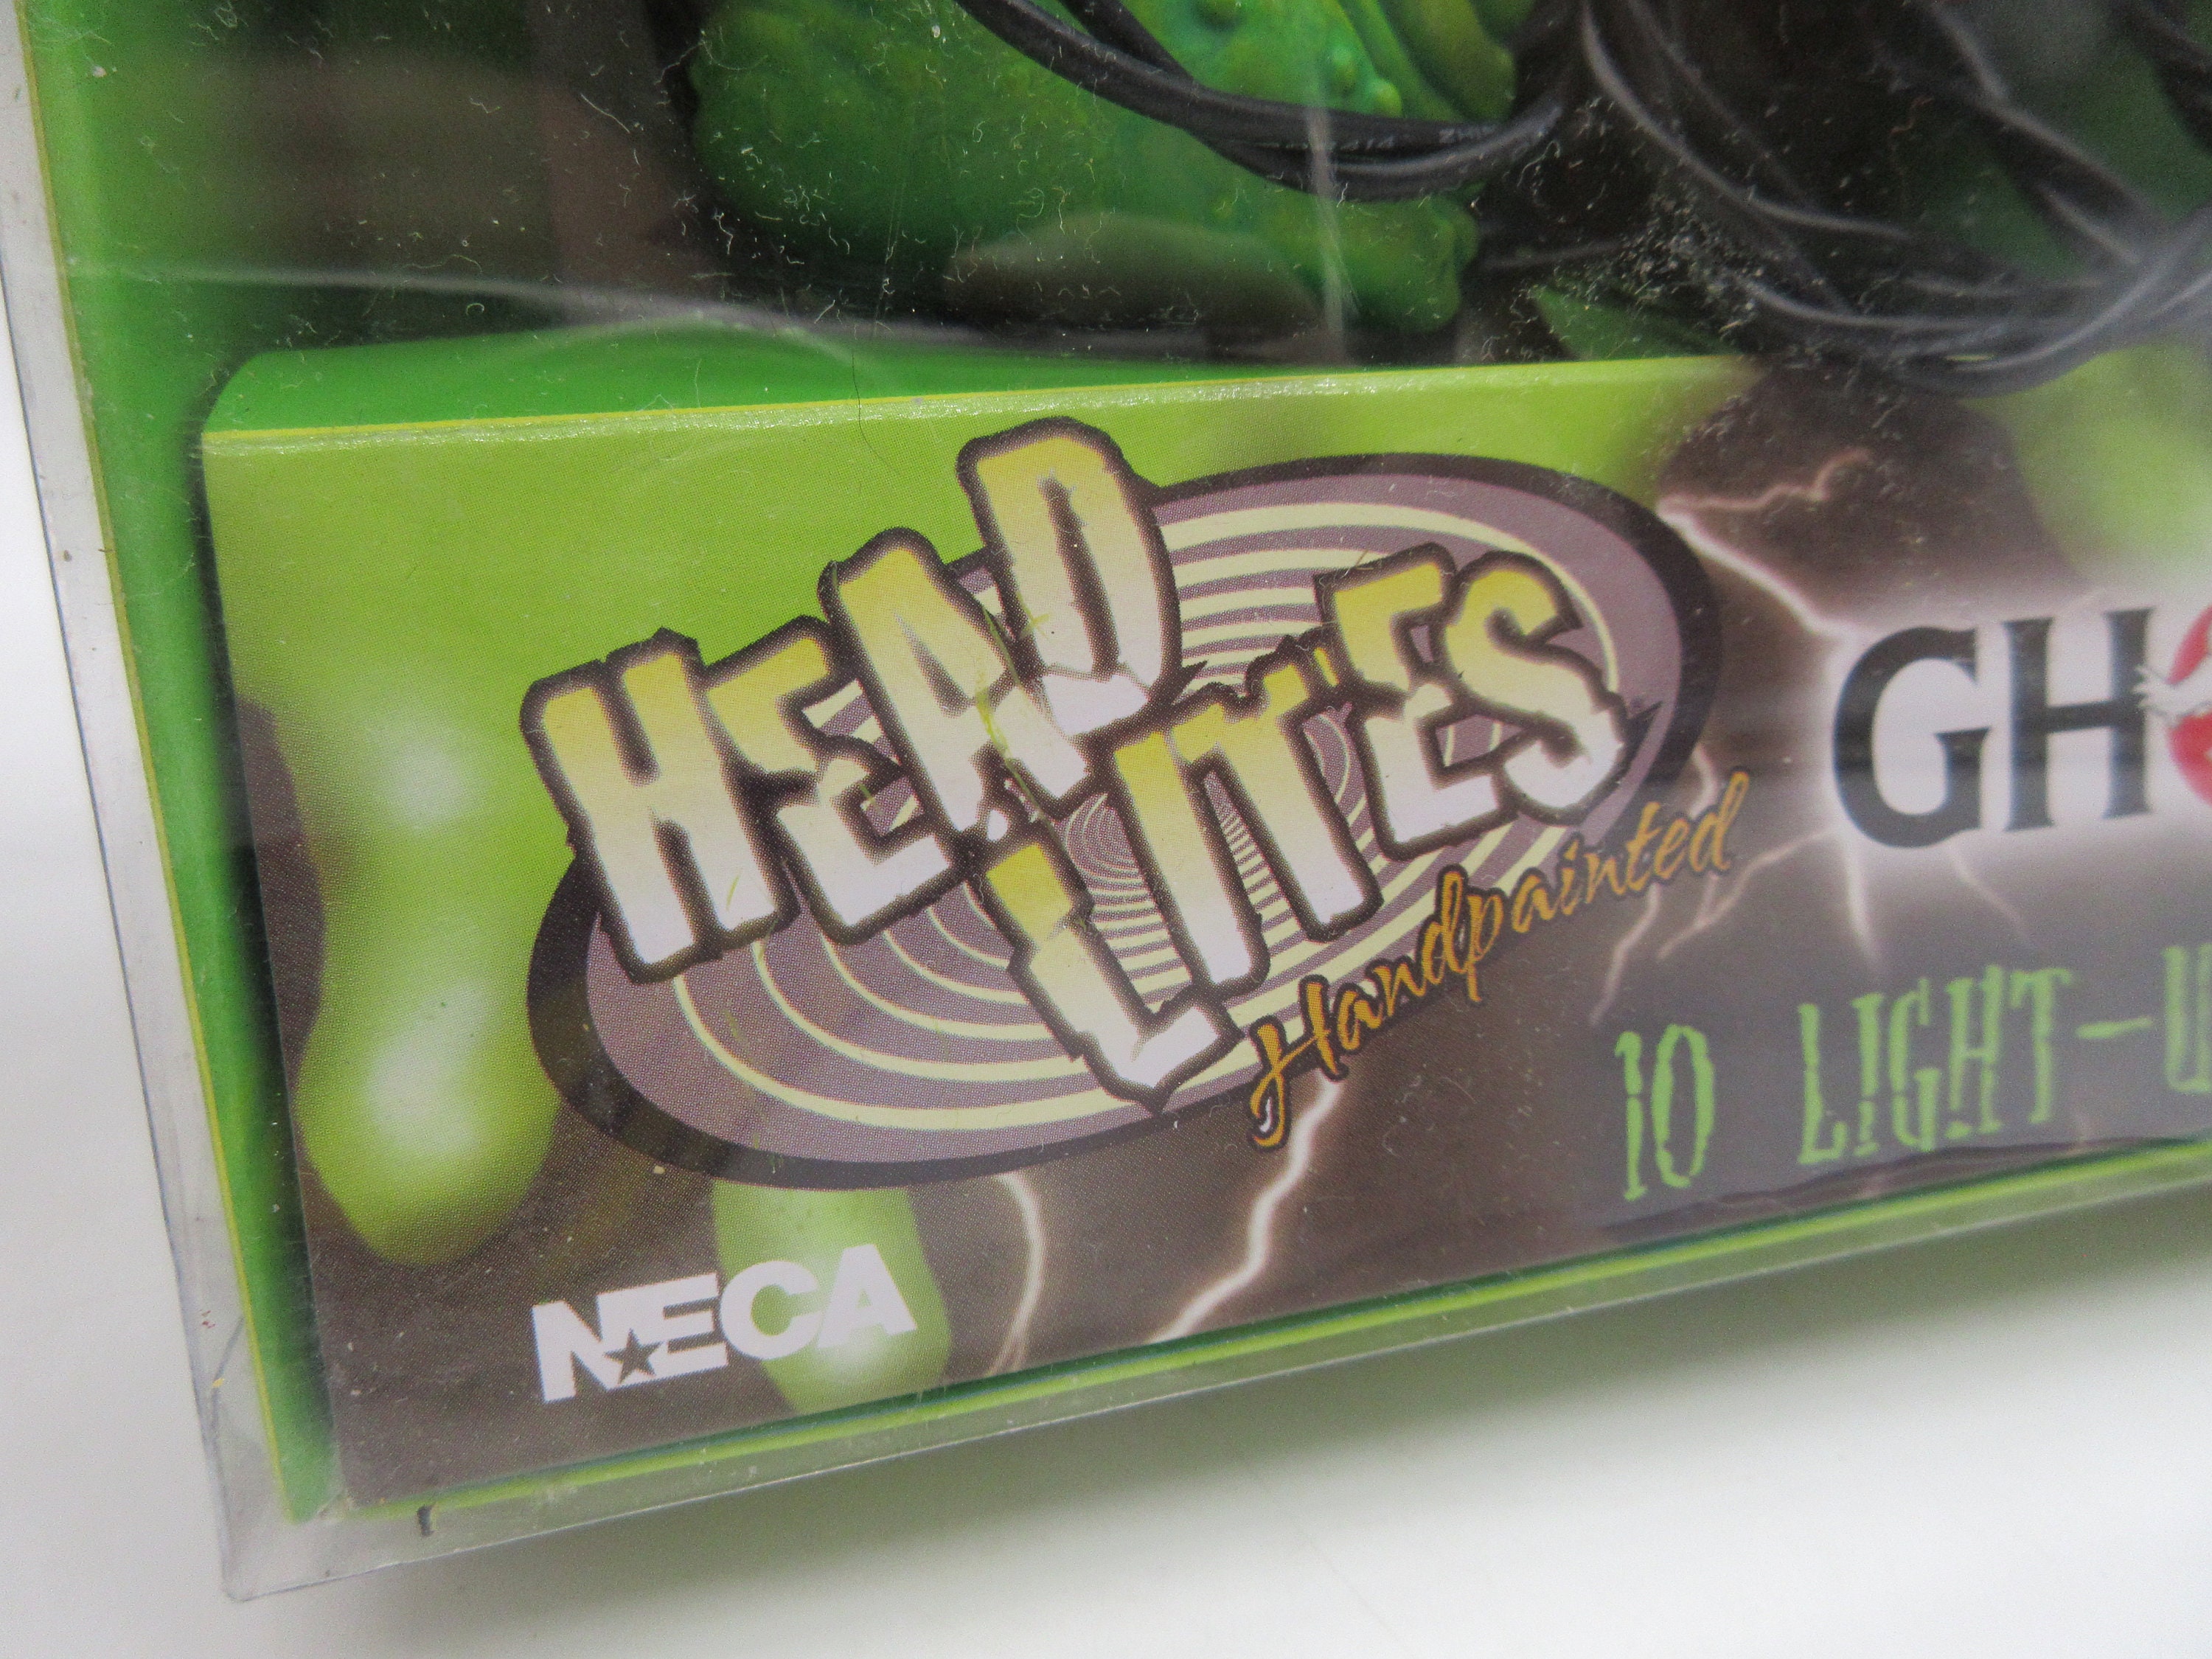 HEAD
LITES
Handpainted
GH
10 LIGHT-U
NECA